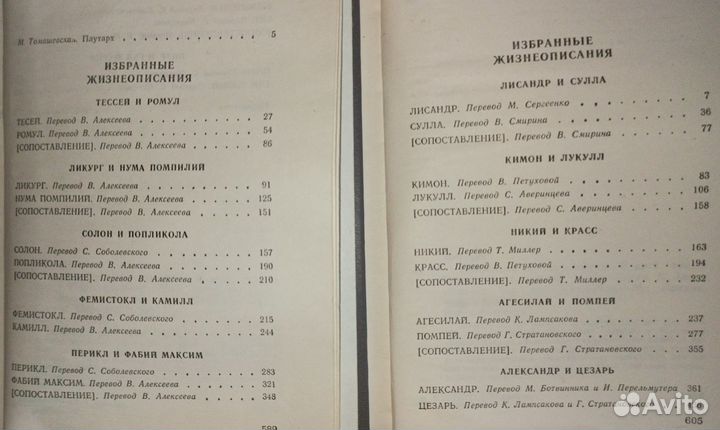 М. Томашевская. Плутарх 5
ИЗБРАННЫЕ
ЖИЗНЕОПИСАНИЯ
ТЕССЕЙ И РОМУЛ
ТЕСЕЙ. Перевод В. Алексеева 27
РОМУЛ. Перевод В. Алексеева 54
[СОПОСТАВЛЕНИЕ]. Перевод В. Алексеева 86
ЛИКУРГ И НУМА ПОМПИЛИЙ
ЛИКУРГ. Перевод В. Алексеева 91
НУМА ПОМПИЛИЙ. Перевод В. Алексеева 125
[СОПОСТАВЛЕНИЕ]. Перевод В. Алексеева 151
СОЛОН И ПОПЛИКОЛА
СОЛОН. Перевод С. Соболевского 157
ПОПЛИКОЛА. Перевод В. Алексеева 190
[СОПОСТАВЛЕНИЕ]. Перевод В. Алексеева 210
ФЕМИСТОКЛ И КАМИЛЛ
ФЕМИСТОКЛ. Перевод С. Соболевского 215
КАМИЛЛ. Перевод В. Алексеева 244
ПЕРИКЛ И ФАБИЙ МАКСИМ
ПЕРИКЛ. Перевод С. Соболевского 283
ФАБИЙ МАКСИМ. Перевод В. Алексеева 321
[СОПОСТАВЛЕНИЕ]. Перевод В. Алексеева 348
589
ИЗБРАННЫЕ
ЖИЗНЕОПИСАНИЯ
ЛИСАНДР И СУЛЛА
ЛИСАНДР. Перевод М. Сергеенко 7
СУЛЛА. Перевод В. Смирина 36
[СОПОСТАВЛЕНИЕ]. Перевод В. Смирина 77
КИМОН И ЛУКУЛЛ
КИМОН. Перевод В. Петуховой 83
ЛУКУЛЛ. Перевод С. Аверинцева 106
[СОПОСТАВЛЕНИЕ]. Перевод С. Аверинцева 158
НИКИЙ И КРАСС
НИКИЙ. Перевод Т. Миллер 163
КРАСС. Перевод В. Петуховой 194
[СОПОСТАВЛЕНИЕ]. Перевод Т. Миллер 232
АГЕСИЛАЙ И ПОМПЕЙ
АГЕСИЛАЙ. Перевод К. Лампсакова 237
ПОМПЕЙ. Перевод Г. Стратановского 277
[СОПОСТАВЛЕНИЕ]. Перевод Г. Стратановского 355
АЛЕКСАНДР И ЦЕЗАРЬ
АЛЕКСАНДР. Перевод М. Ботвинника и И. Перельмутера 361
ЦЕЗАРЬ. Перевод К. Лампсакова и Г. Стратановского
605
Avito